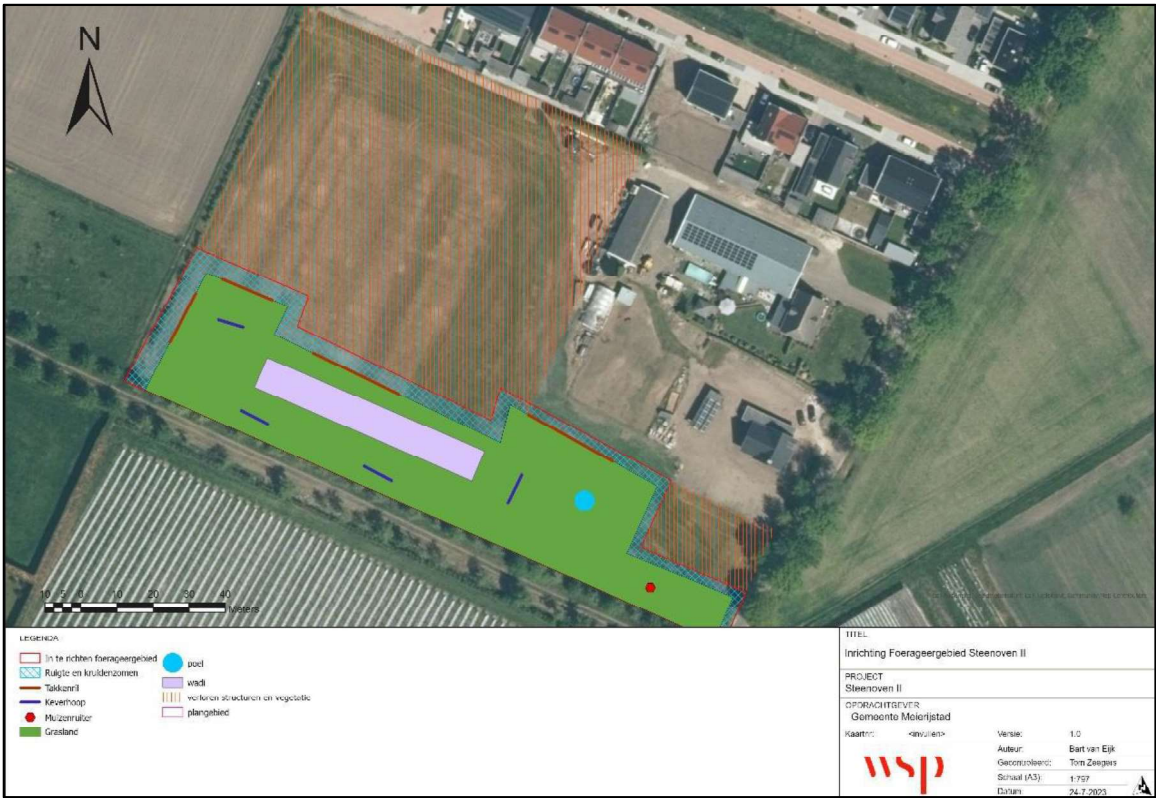 N
10 5 0 10 20 30 40
Meters
LEGENDA
In te richten foerageergebied
Ruigte en kruidenzomen
Takkenril
Keverhoop
Muizenruiter
Grasland
poel
wadi
verloren structuren en vegetatie
plangebied
TITEL
Inrichting Foerageergebied Steenoven II
PROJECT
Steenoven II
OPDRACHTGEVER
Gemeente Meierijstad
Kaartnr: <invullen>
Versie: 1.0
Auteur: Bart van Eijk
Gecontroleerd: Tom Zeegers
Schaal (A3): 1:797
Datum 24-7-2023
wsp